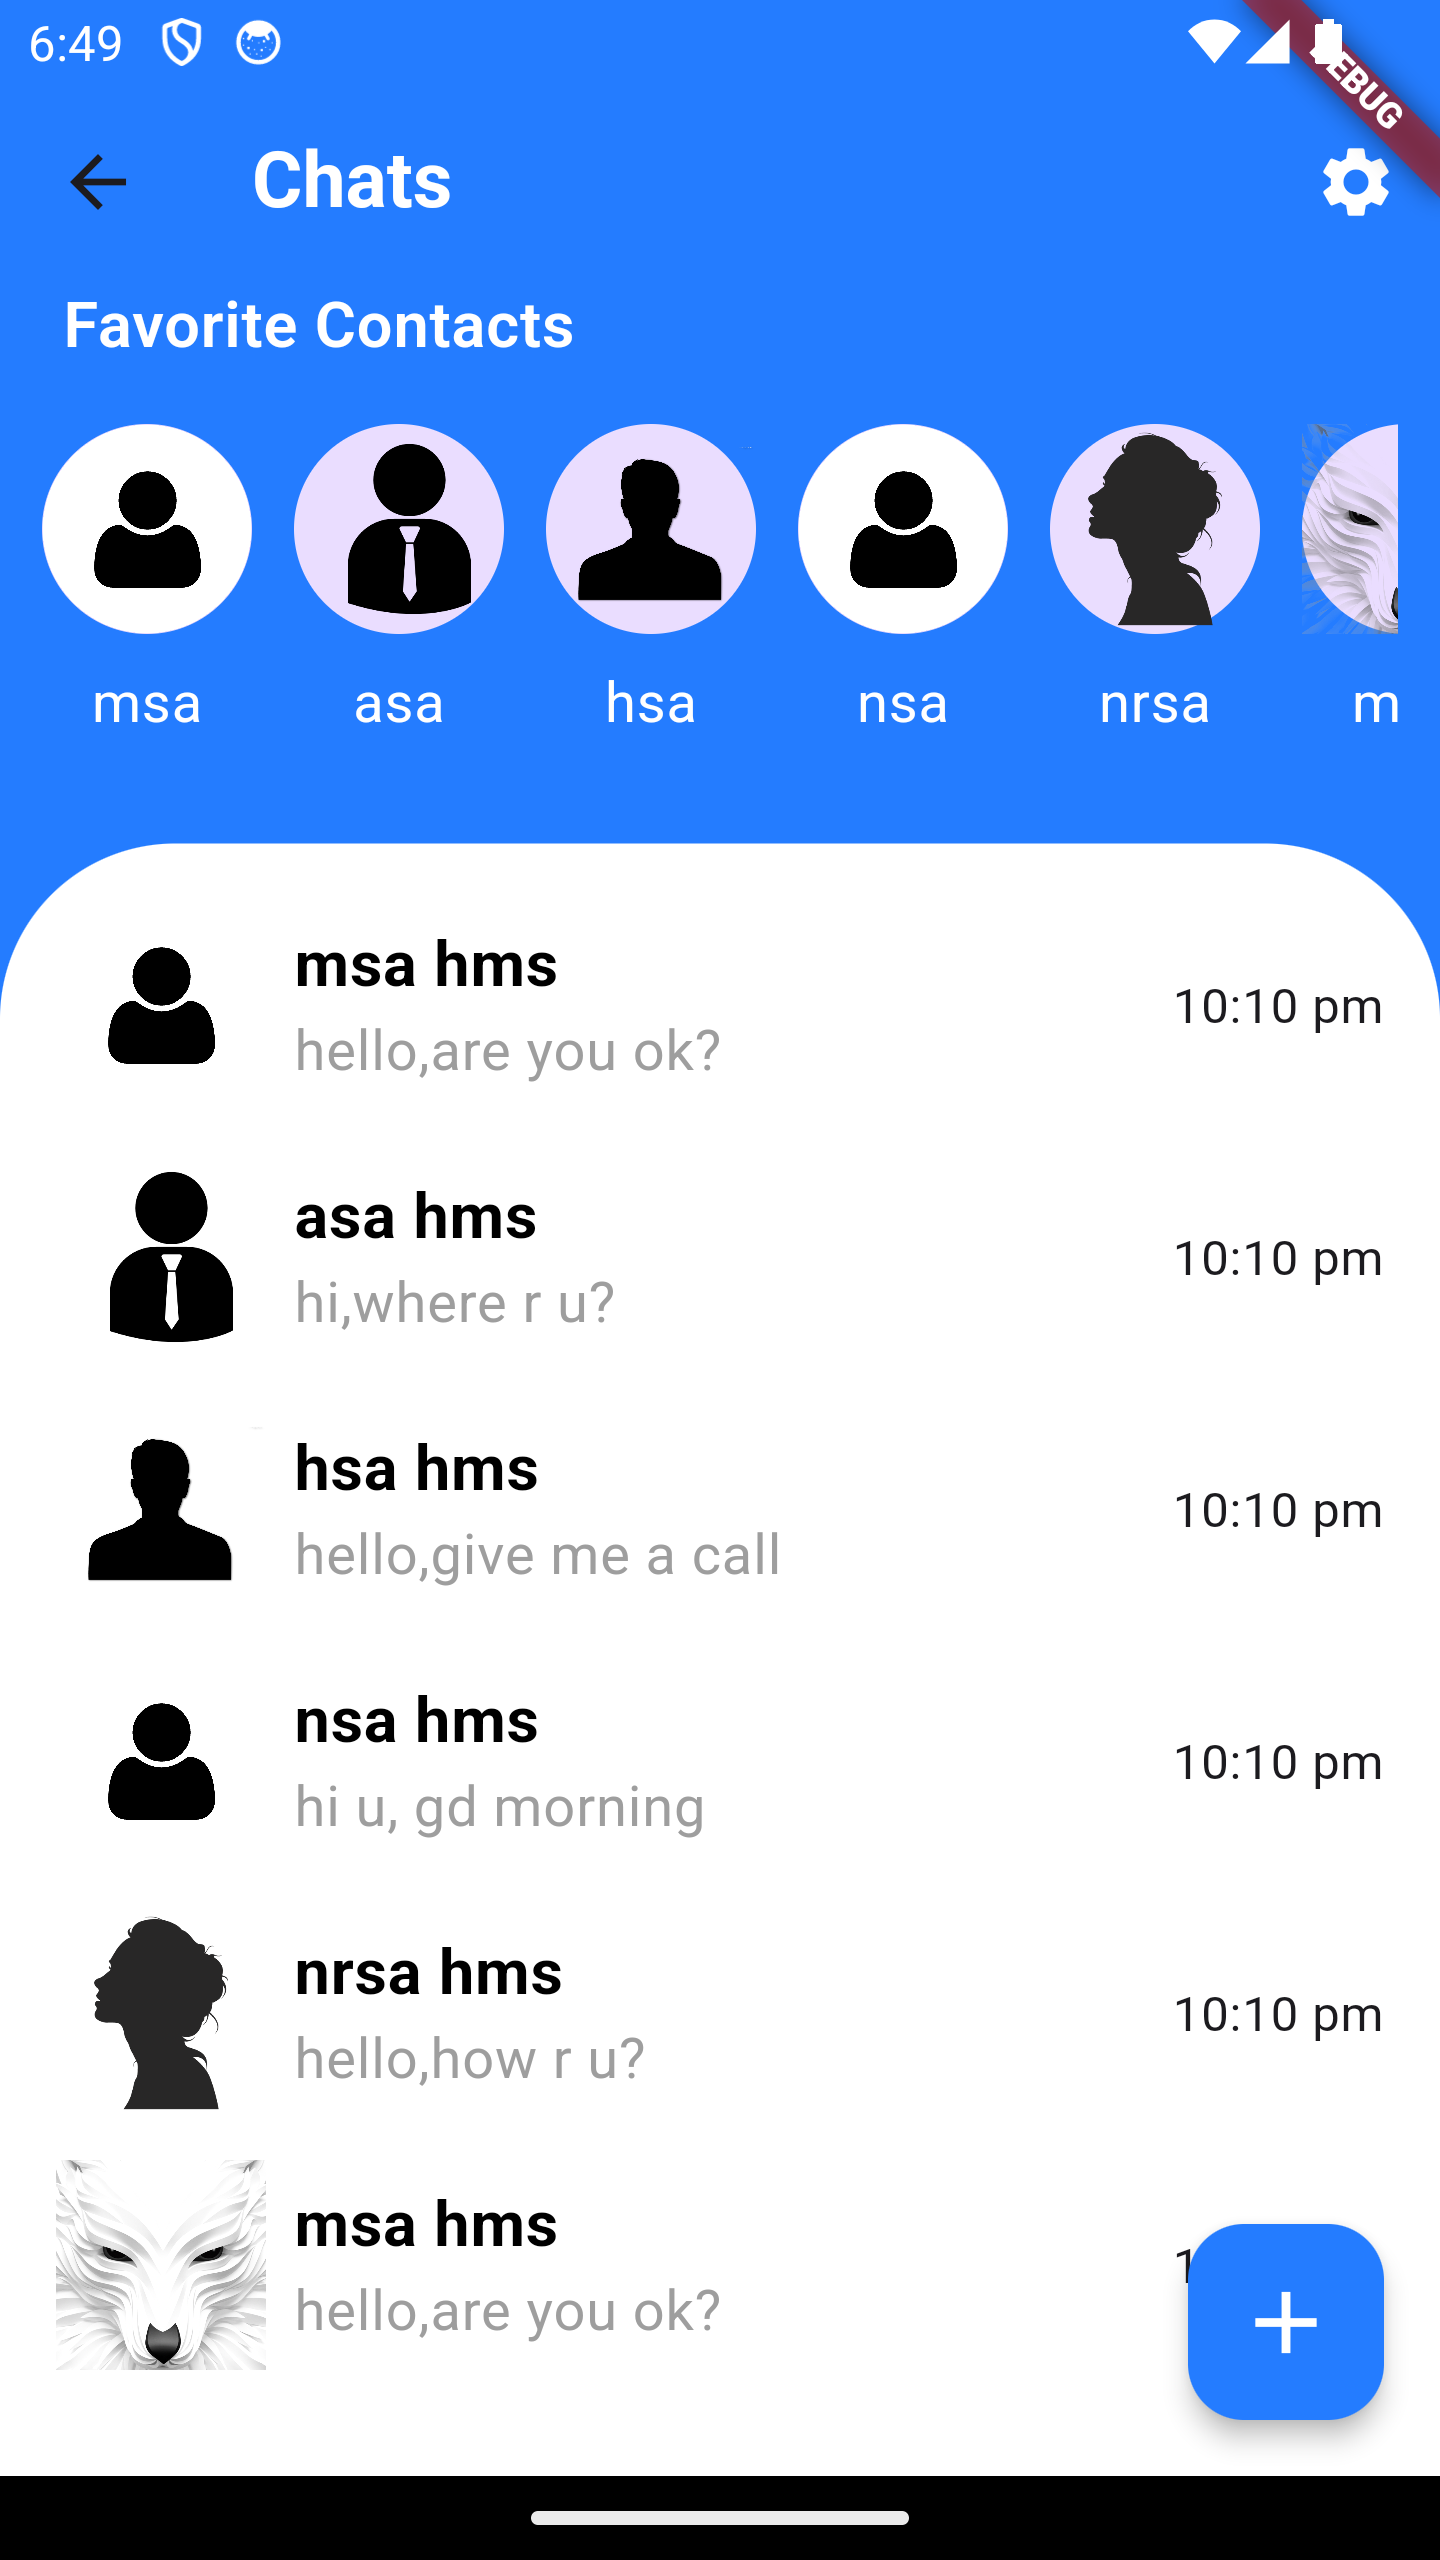 6:49
EBUG
Chats
Favorite Contacts
msa asa hsa nsa nrsa m
msa hms
hello,are you ok?
10:10 pm
asa hms
hi,where r u?
10:10 pm
hsa hms
hello,give me a call
10:10 pm
nsa hms
hi u, gd morning
10:10 pm
nrsa hms
hello,how r u?
10:10 pm
msa hms
hello,are you ok?
1
+